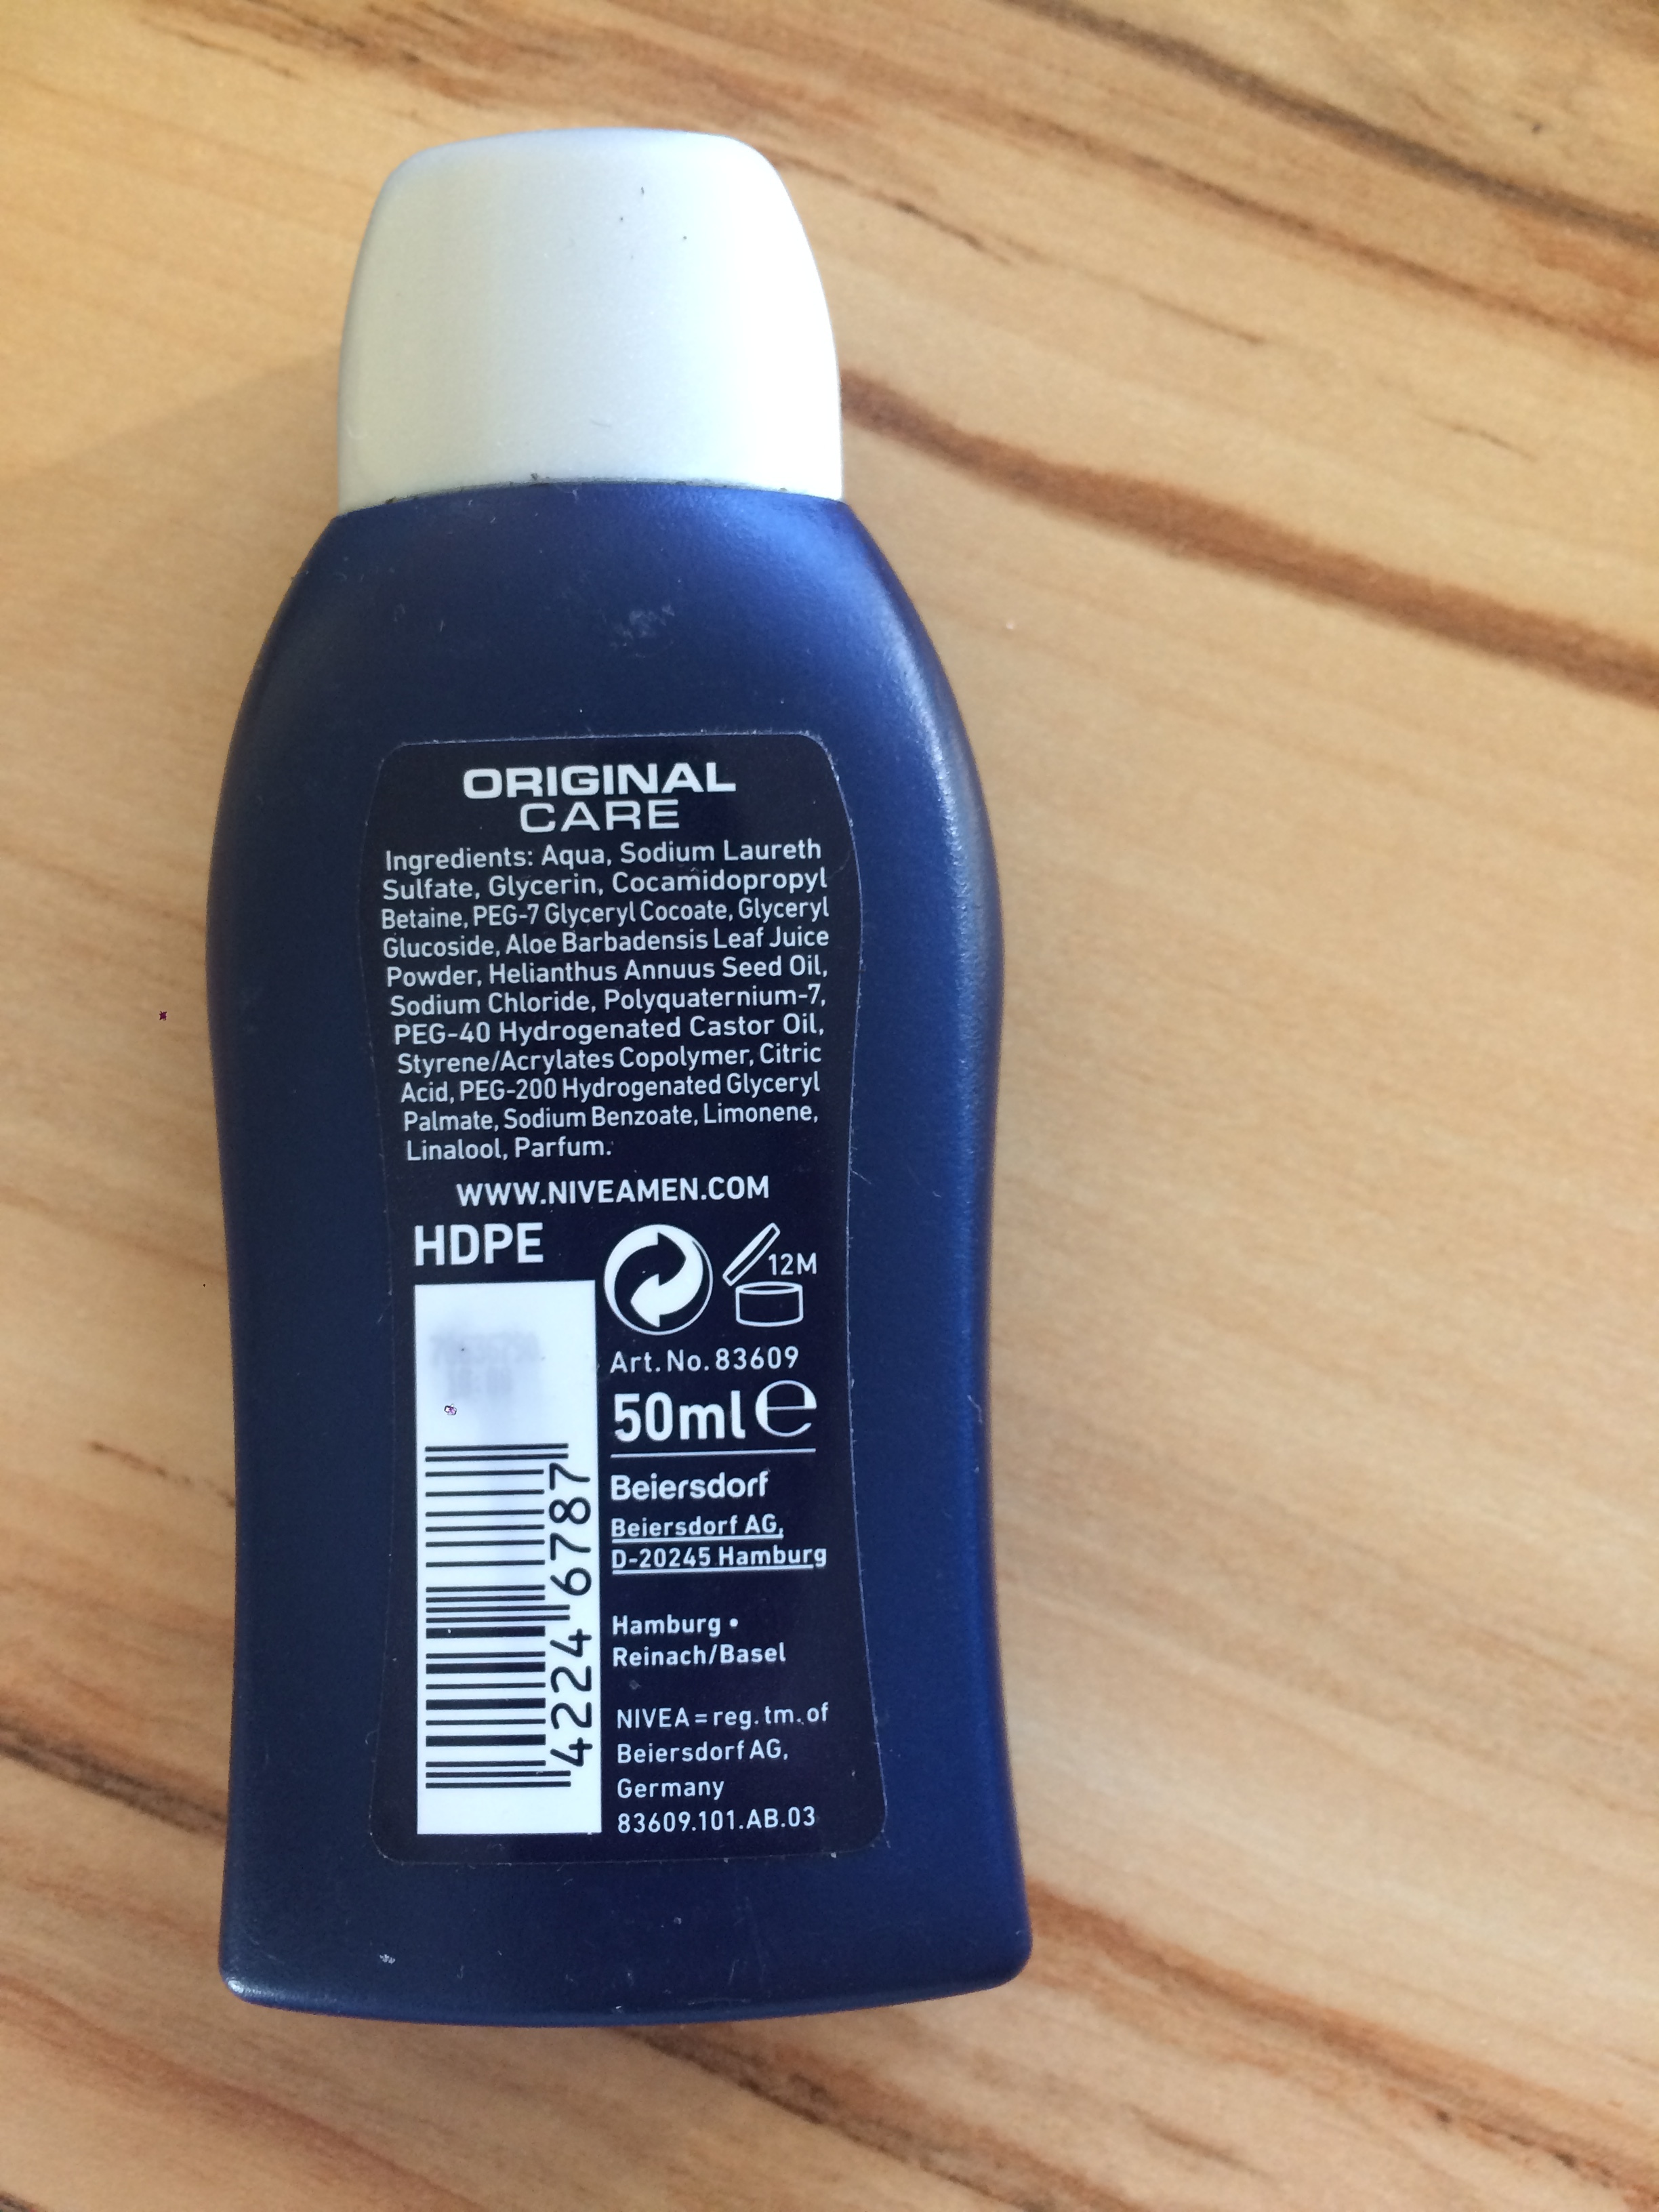 ORIGINAL
CARE
Ingredients: Aqua, Sodium Laureth
Sulfate, Glycerin, Cocamidopropyl
Betaine, PEG-7 Glyceryl Cocoate, Glyceryl
Glucoside, Aloe Barbadensis Leaf Juice
Powder, Helianthus Annuus Seed Oil,
Sodium Chloride, Polyquaternium-7,
PEG-40 Hydrogenated Castor Oil,
Styrene/Acrylates Copolymer, Citric
Acid, PEG-200 Hydrogenated Glyceryl
Palmate, Sodium Benzoate, Limonene,
Linalool, Parfum.
WWW.NIVEAMEN.COM
HDPE
12M
Art. No. 83609
50ml e
Beiersdorf
Beiersdorf AG,
D-20245 Hamburg
Hamburg •
Reinach/Basel
NIVEA = reg. tm. of
Beiersdorf AG,
Germany
83609.101.AB.03
4224 6787